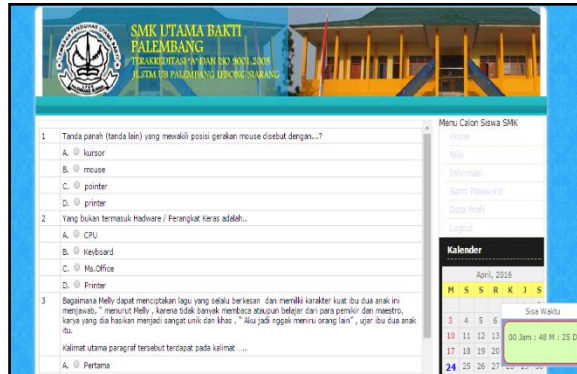 SMK UTAMA BAKTI
PALEMBANG
TERAKREDITASI "A" DAN ISO 9001.2008
JL.STM UB PALEMBANG LEBONG SIARANG
Menu Calon Siswa SMK
Home
Nilai
Informasi
Ganti Password
Data Profil
Logout
1 Tanda panah (tanda lain) yang mewakili posisi gerakan mouse disebut dengan...?
A. kursor
B. mouse
C. pointer
D. printer
2 Yang bukan termasuk Hadware / Perangkat Keras adalah..
A. CPU
B. Keyboard
C. Ms.Office
D. Printer
3 Bagaimana Melly dapat menciptakan lagu yang selalu berkesan dan memilki karakter kuat ibu dua anak ini
menjawab, " menurut Melly , karena tidak banyak membaca ataupun belajar dari para pemikir dan maestro,
karya yang dia hasikan menjadi sangat unik dan khas . " Aku jadi nggak meniru orang lain" , ujar ibu dua anak
itu.
Kalimat utama paragraf tersebut terdapat pada kalimat ....
A. Pertama
Kalender
April, 2016
M S S R K J S
3 4 5 6
10 11 12 13
17 18 19 20
24 25 26 27
Sisa Waktu
00 Jam : 48 M : 25 D